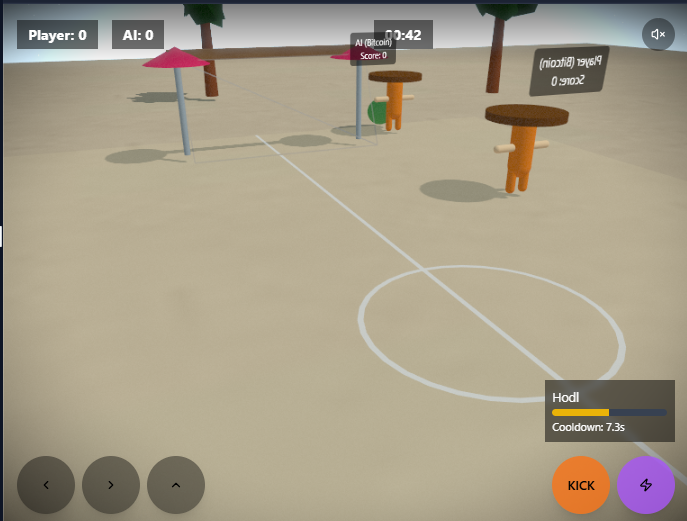 Player: 0
AI: 0
00:42
AI (Bitcoin)
Score: 0
Player (Bitcoin)
Score: 0
Hodl
Cooldown: 7.3s
KICK